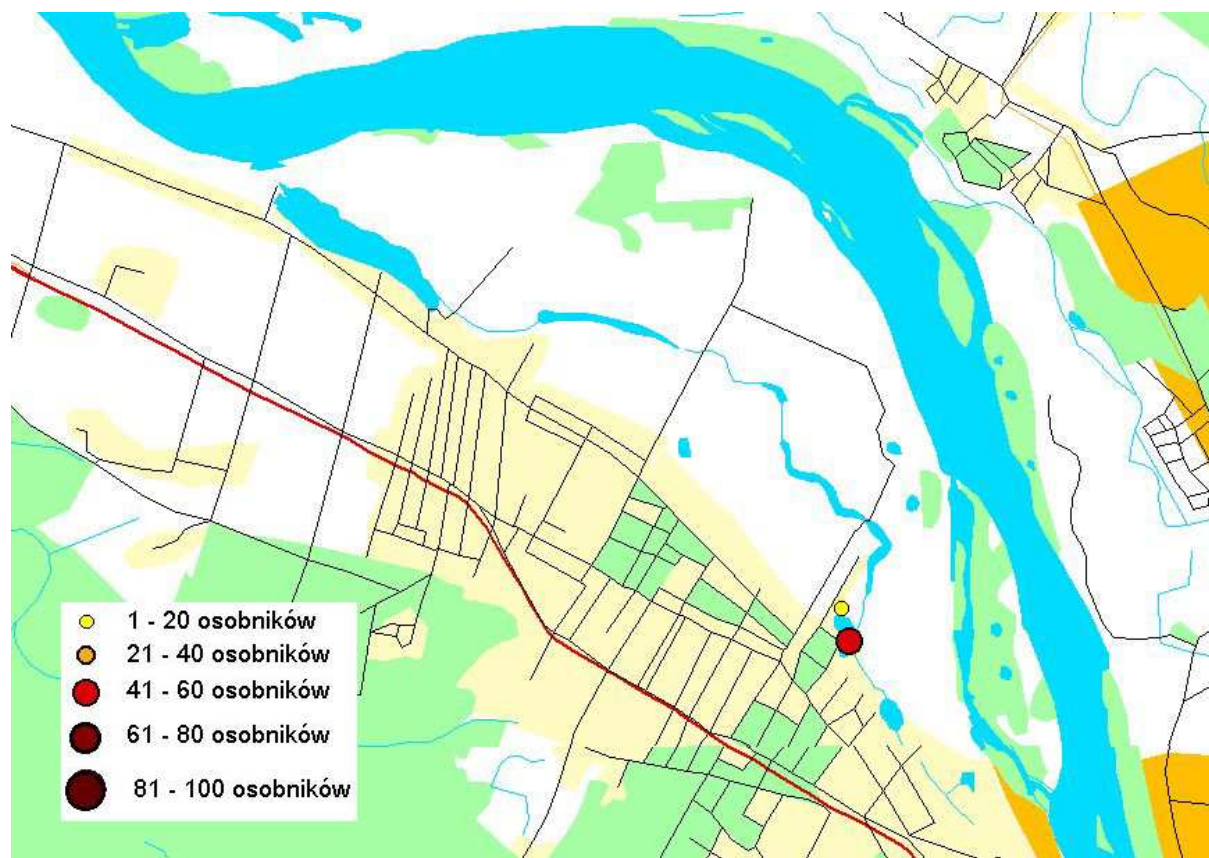 1 - 20 osobników
21 - 40 osobników
41 - 60 osobników
61 - 80 osobników
81 - 100 osobników